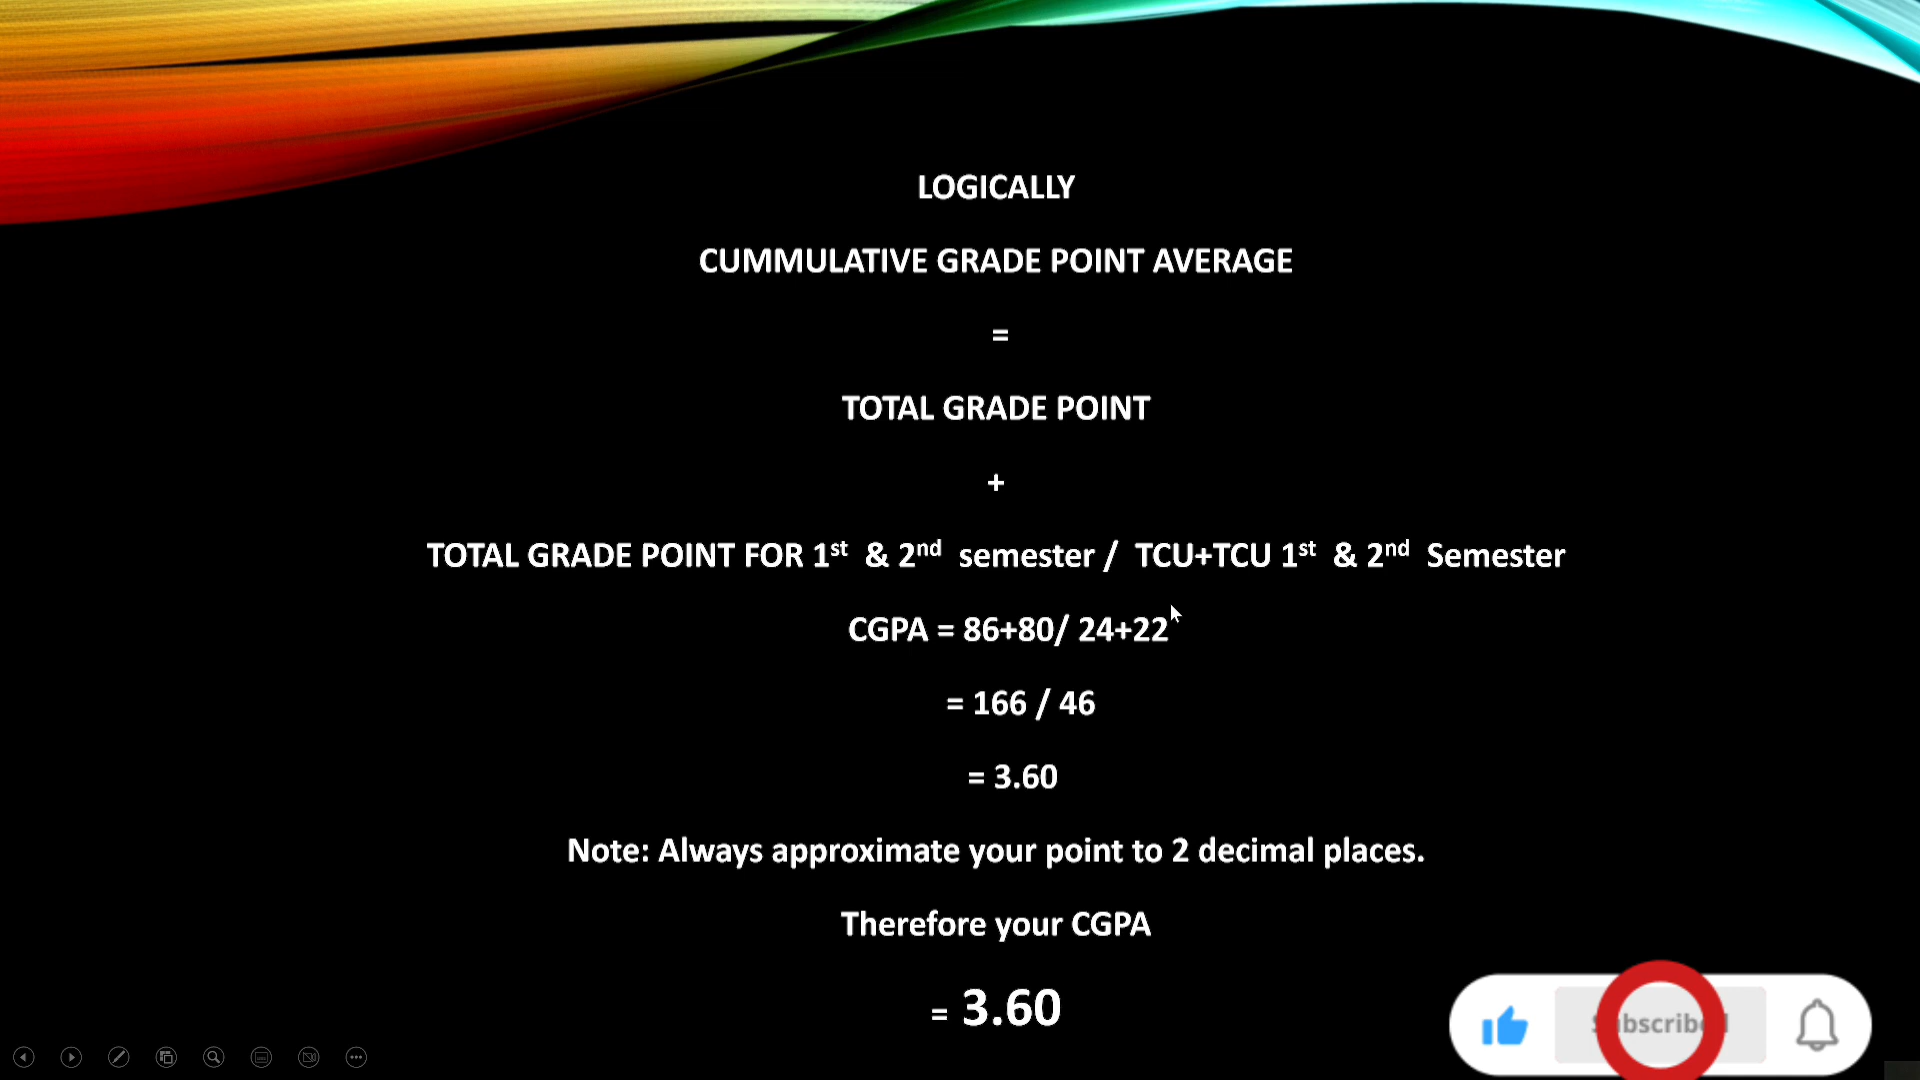 LOGICALLY
CUMMULATIVE GRADE POINT AVERAGE
=
TOTAL GRADE POINT
+
TOTAL GRADE POINT FOR 1st & 2nd semester / TCU+TCU 1st & 2nd Semester
CGPA = 86+80/ 24+22
= 166 / 46
= 3.60
Note: Always approximate your point to 2 decimal places.
Therefore your CGPA
= 3.60
Subscribed